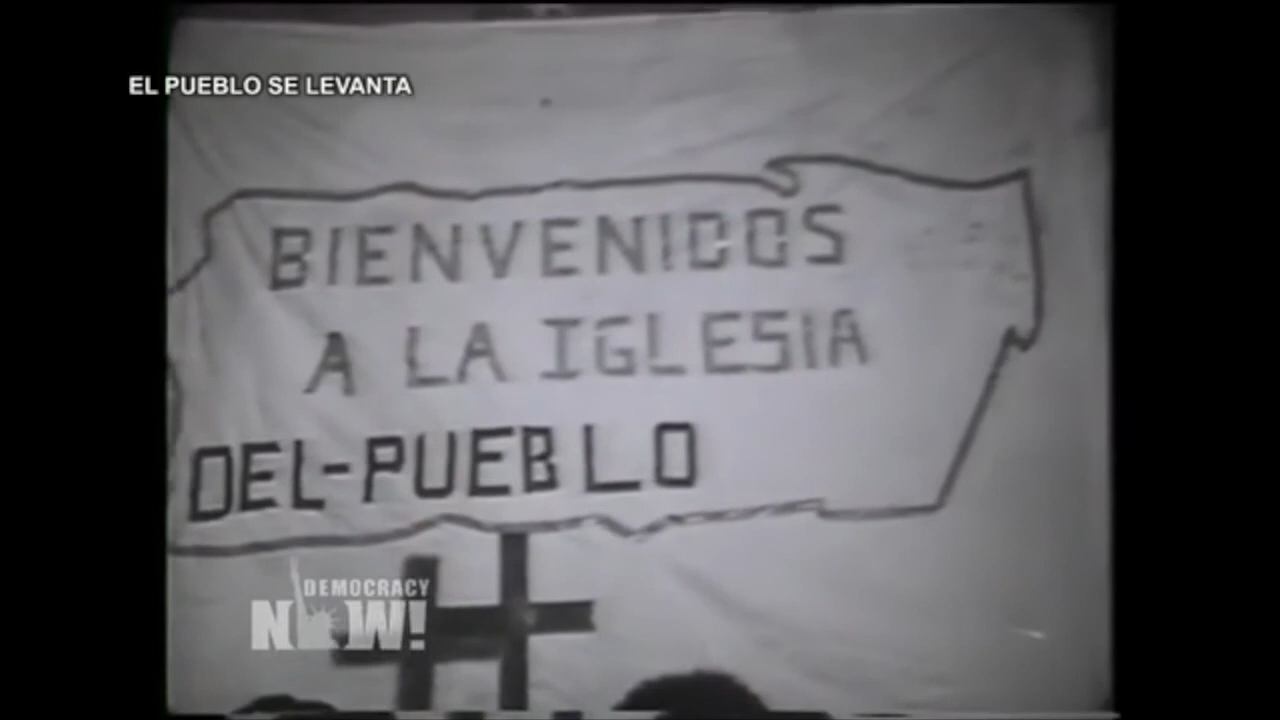 EL PUEBLO SE LEVANTA
BIENVENIDOS
A LA IGLESIA
DEL-PUEBLO
DEMOCRACY
NOW!